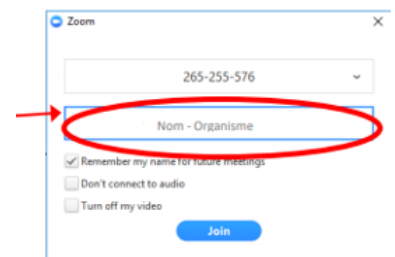 Zoom
265-255-576
Nom - Organisme
Remember my name for future meetings
Don't connect to audio
Turn off my video
Join